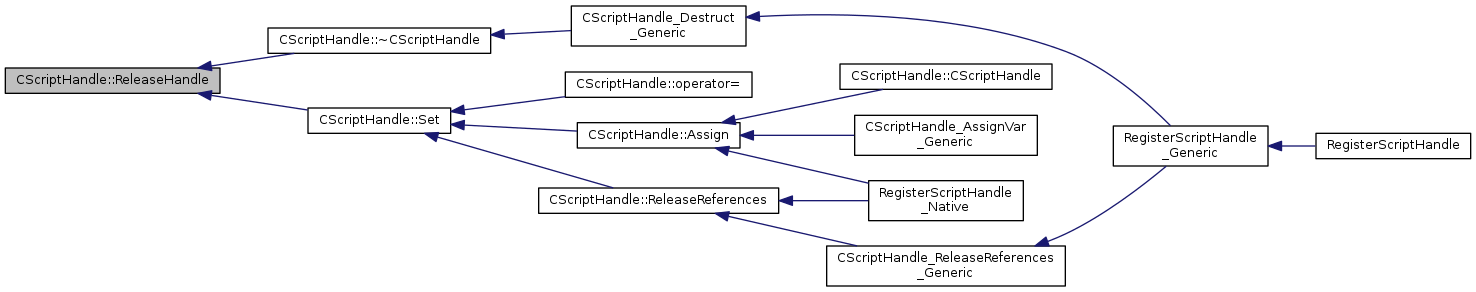 CScriptHandle::ReleaseHandle
CScriptHandle::~CScriptHandle
CScriptHandle_Destruct
_Generic
CScriptHandle::Set
CScriptHandle::operator=
CScriptHandle::Assign
CScriptHandle::ReleaseReferences
CScriptHandle::CScriptHandle
CScriptHandle_AssignVar
_Generic
RegisterScriptHandle
_Native
CScriptHandle_ReleaseReferences
_Generic
RegisterScriptHandle
_Generic
RegisterScriptHandle